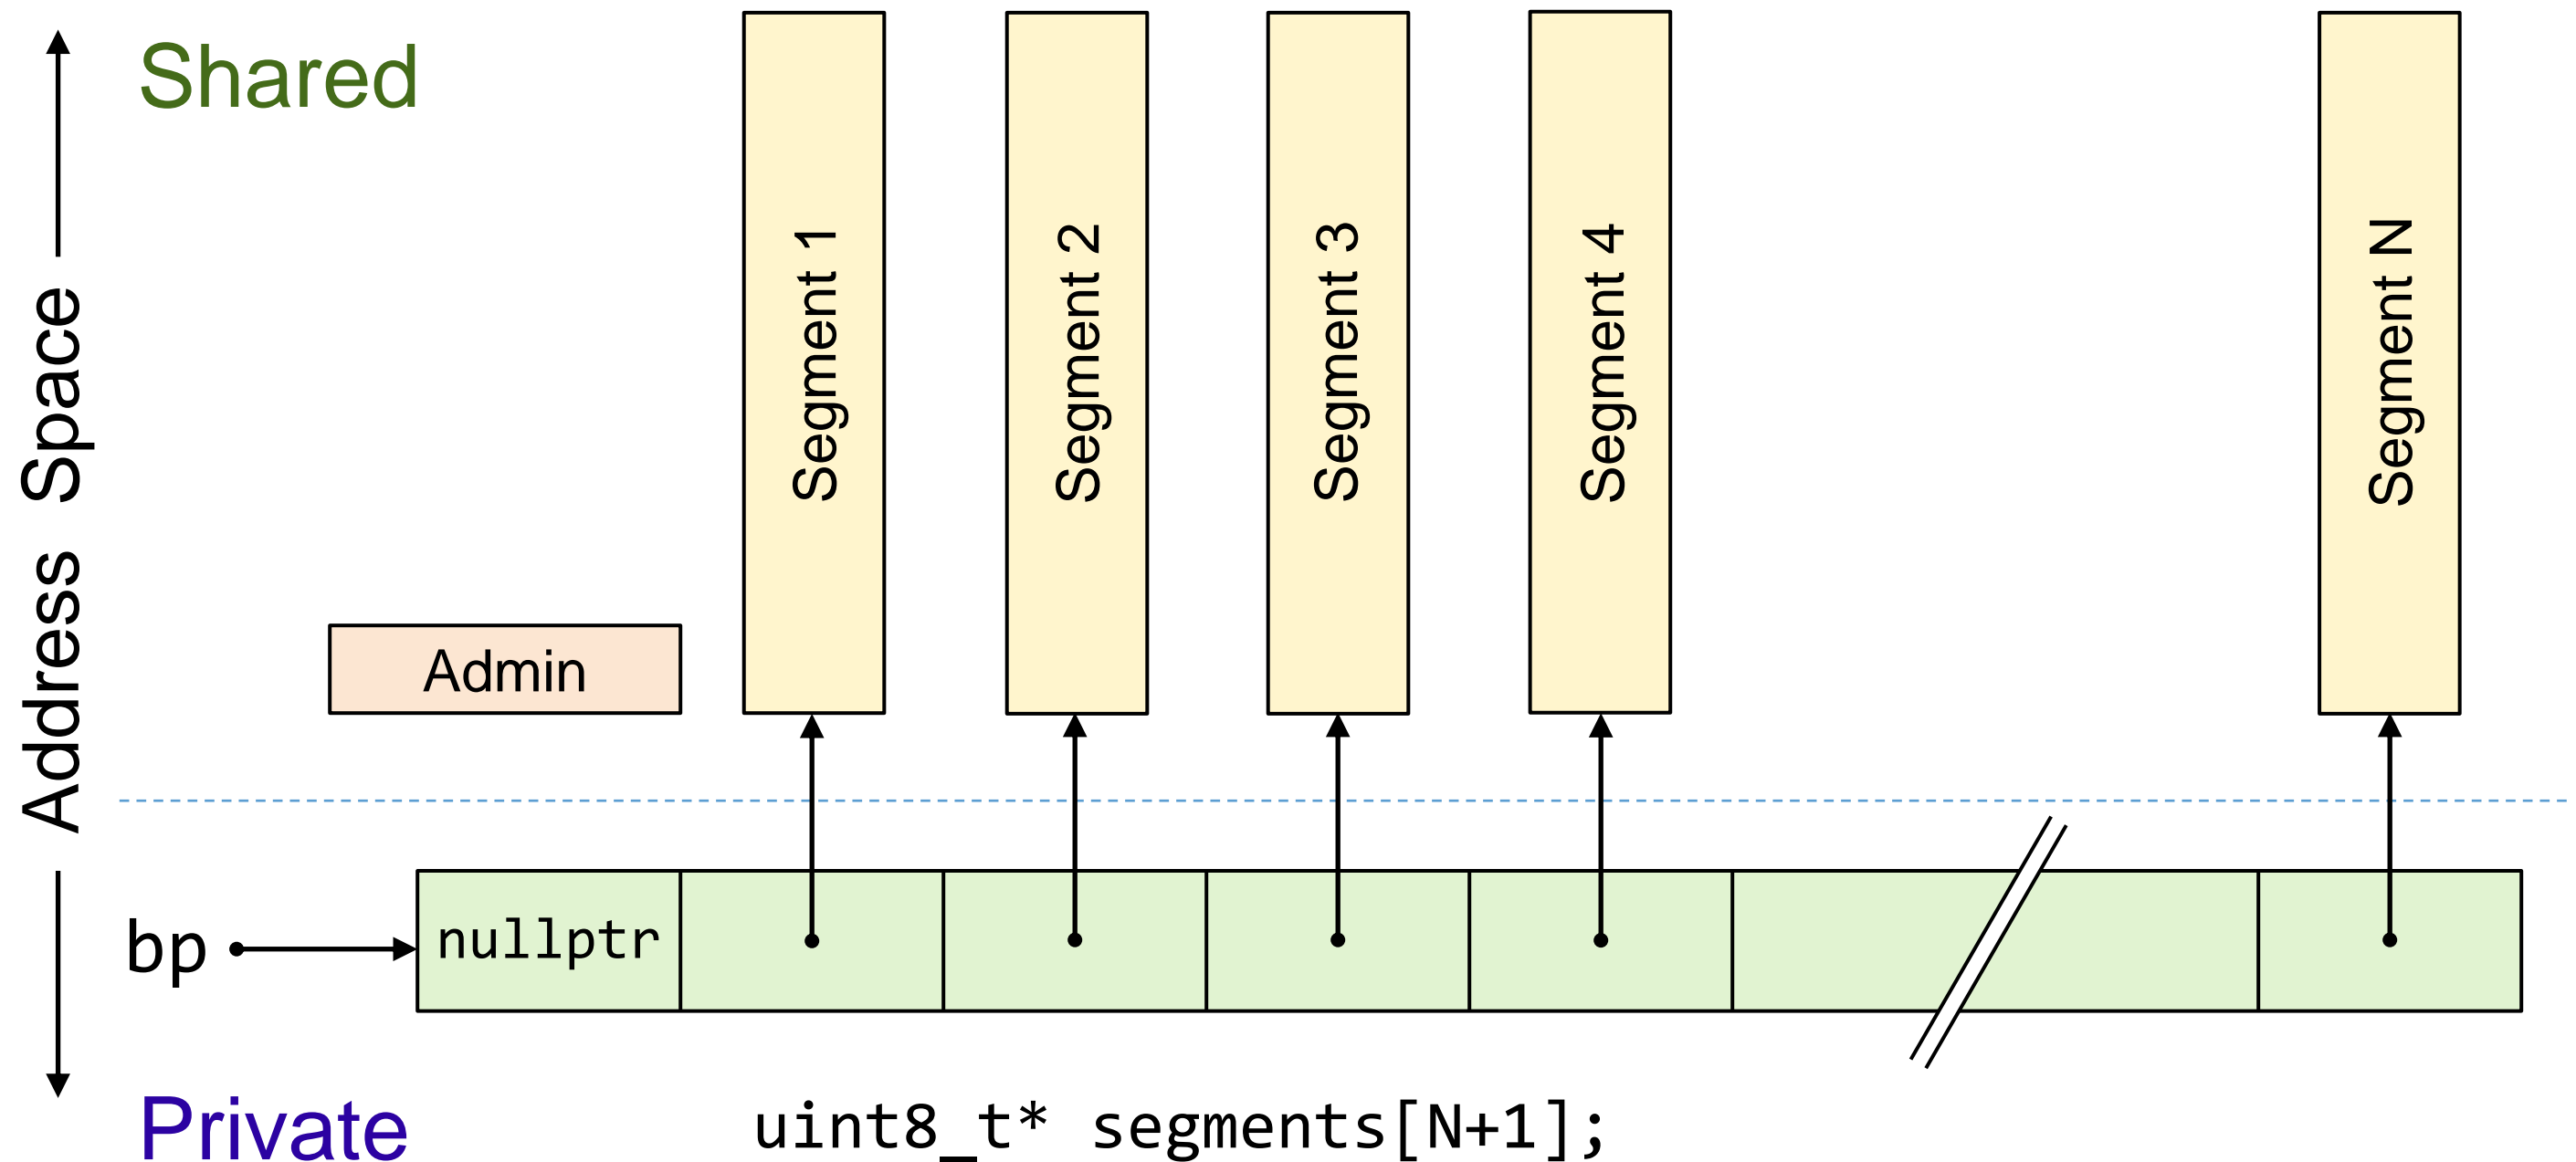 Shared
Address Space
Segment 1
Segment 2
Segment 3
Segment 4
Segment N
Admin
bp
nullptr
Private
uint8_t* segments[N+1];